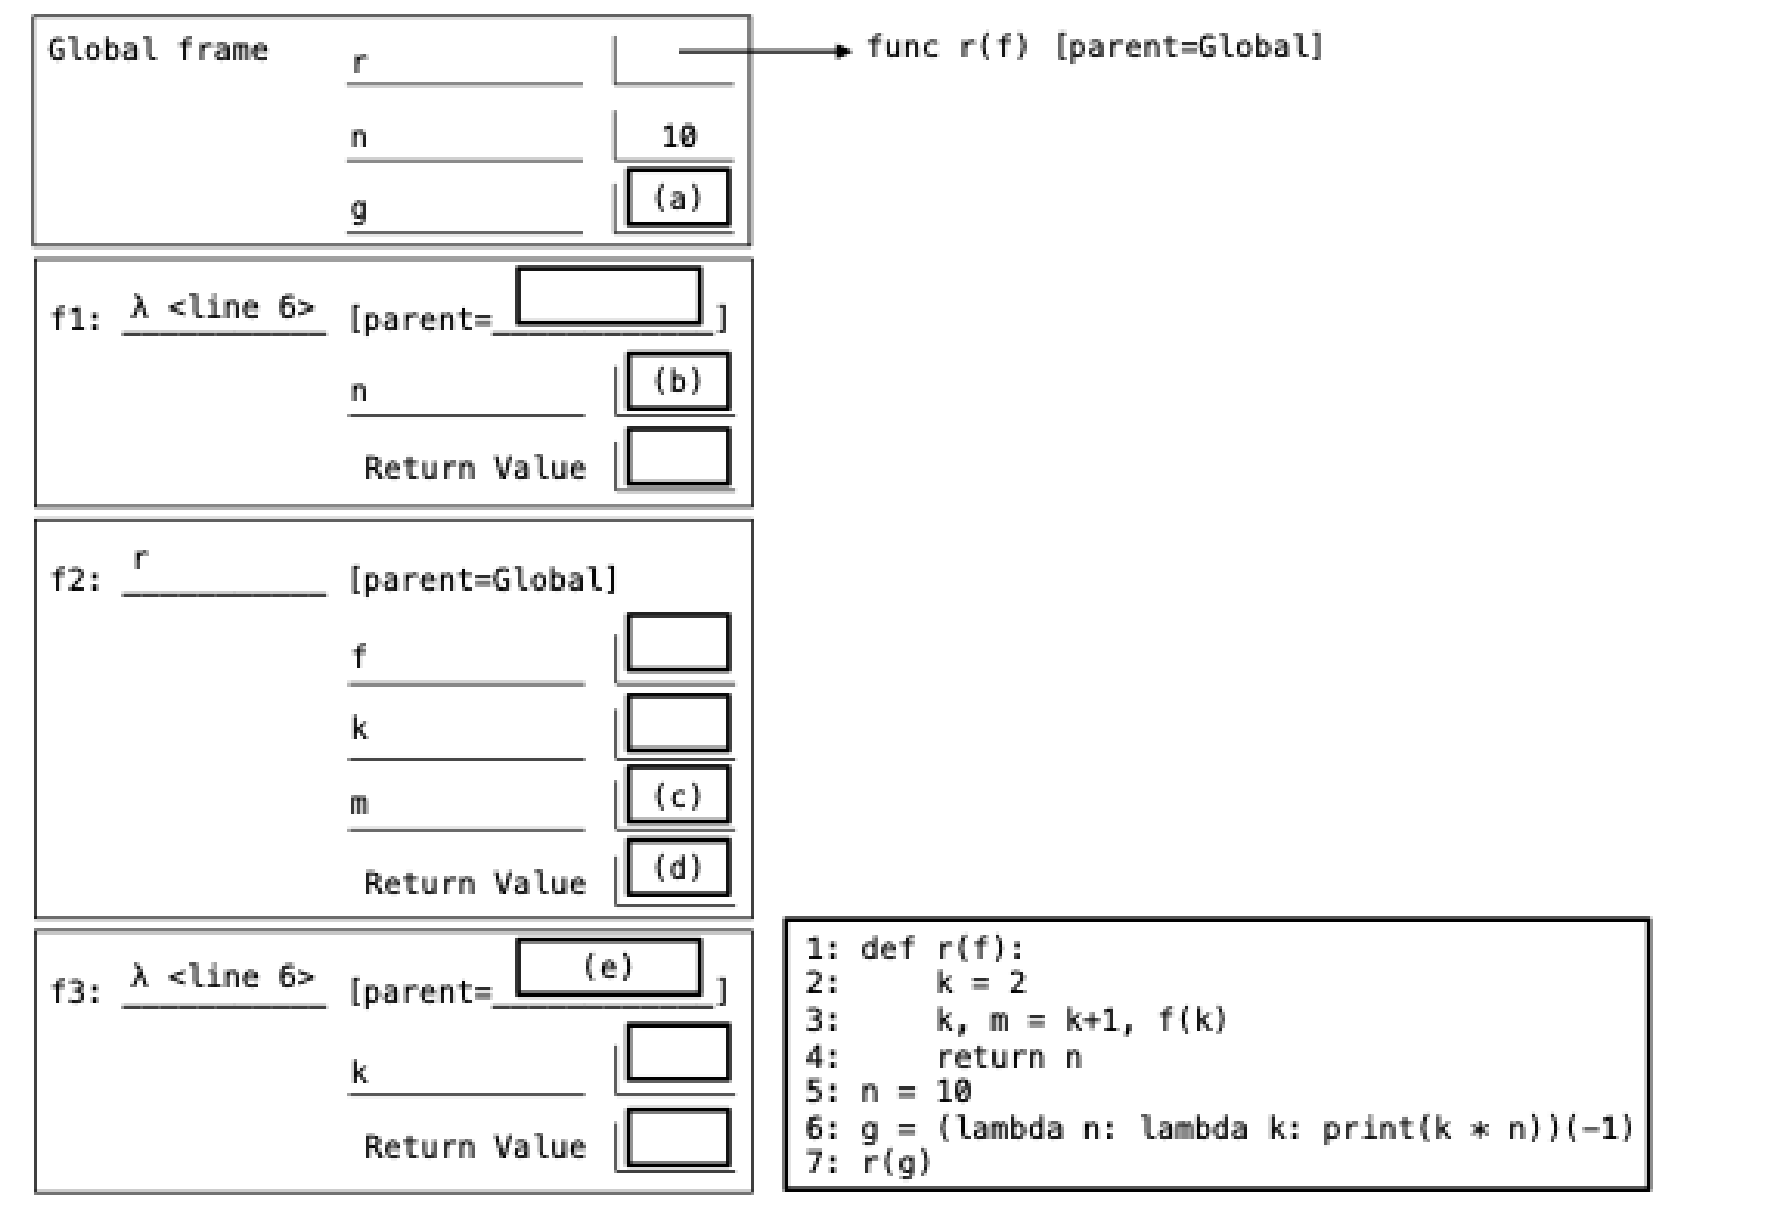 Global frame r func r(f) [parent=Global]
n 10
g (a)
f1: λ <line 6> [parent= ]
n (b)
Return Value
f2: r [parent=Global]
f
k
m (c)
Return Value (d)
f3: λ <line 6> [parent= (e) ]
k
Return Value
1: def r(f):
2:     k = 2
3:     k, m = k+1, f(k)
4:     return n
5: n = 10
6: g = (lambda n: lambda k: print(k * n))(-1)
7: r(g)